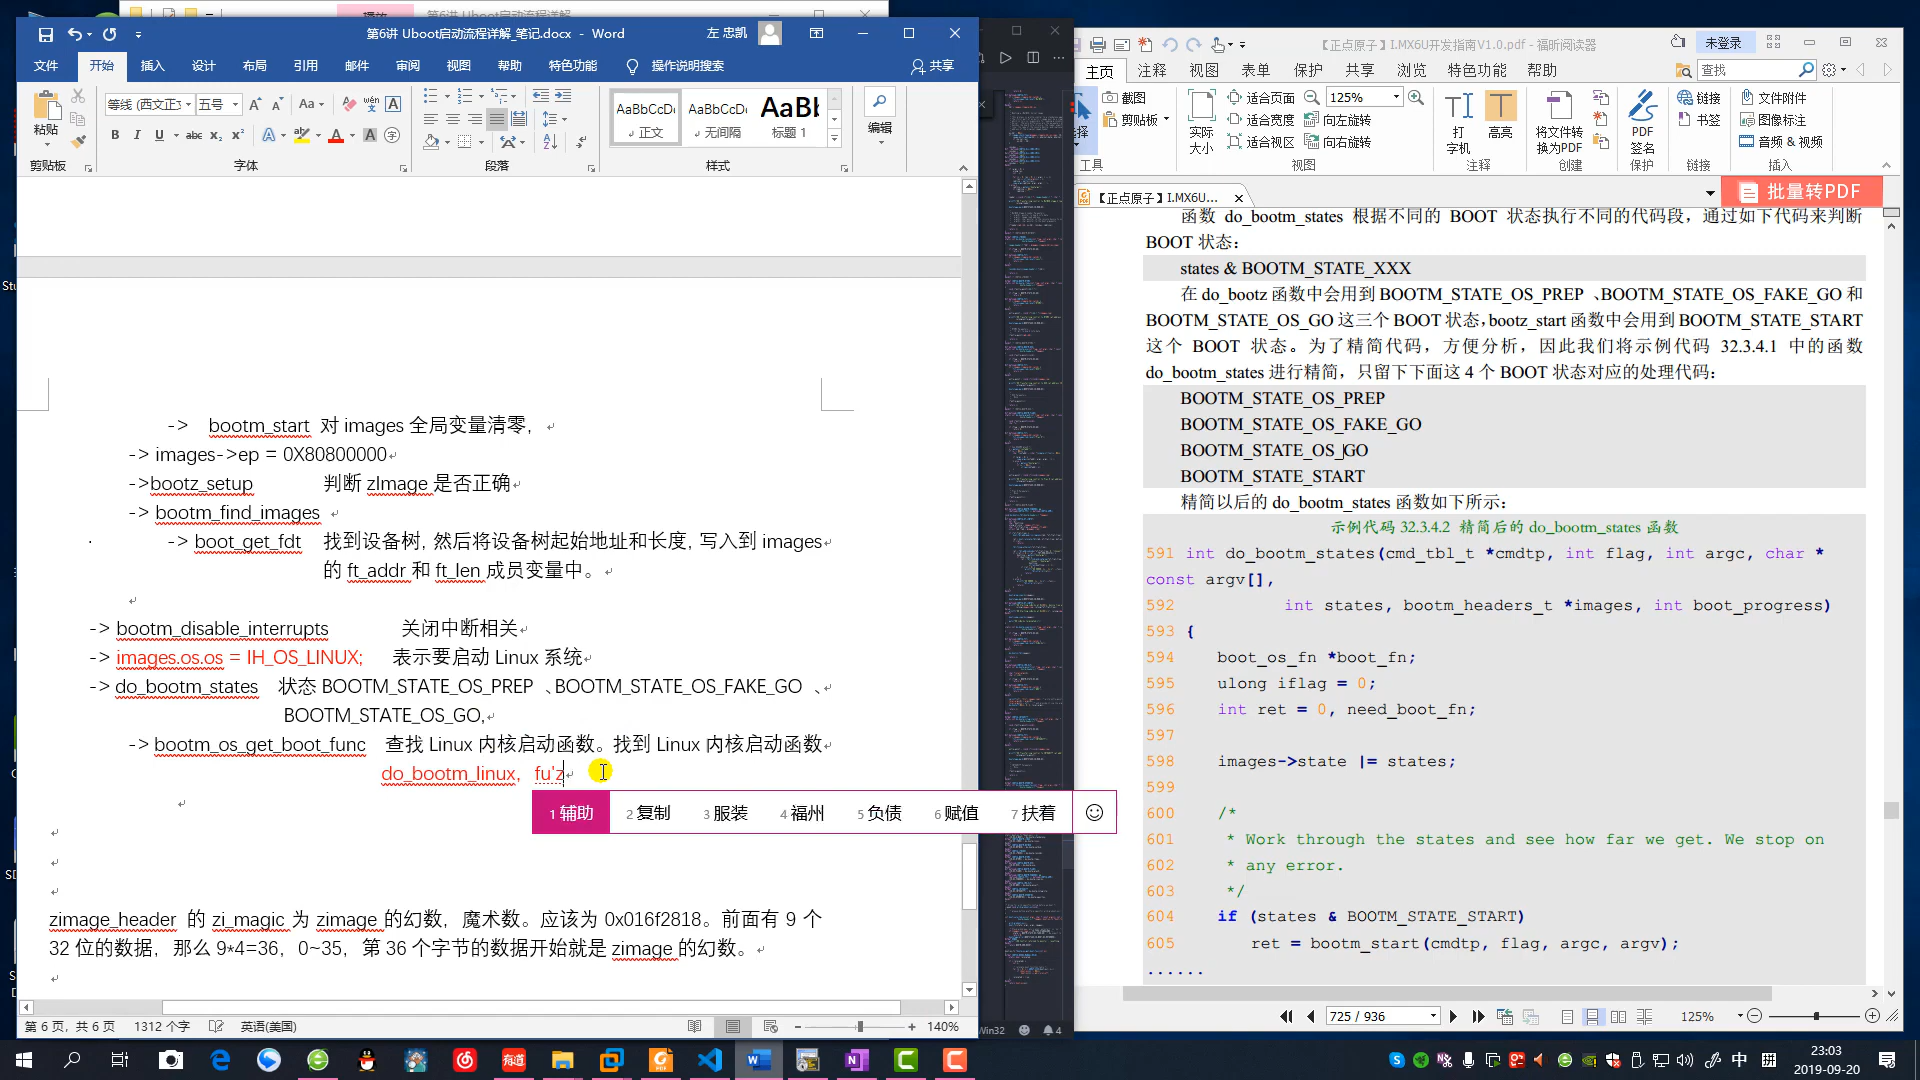 第6讲 Uboot启动流程详解_笔记.docx - Word
左 忠凯
文件 开始 插入 设计 布局 引用 邮件 审阅 视图 帮助 特色功能 操作说明搜索 共享
等线 (西文正 五号
粘贴
AaBbCcDc AaBbCcDc AaBb
正文 无间隔 标题 1
编辑
剪贴板 字体 段落 样式
-> bootm_start 对 images 全局变量清零，
-> images->ep = 0X80800000
->bootz_setup 判断 zImage 是否正确
-> bootm_find_images
-> boot_get_fdt 找到设备树, 然后将设备树起始地址和长度, 写入到 images
的 ft_addr 和 ft_len 成员变量中。
-> bootm_disable_interrupts 关闭中断相关
-> images.os.os = IH_OS_LINUX; 表示要启动 Linux 系统
-> do_bootm_states 状态 BOOTM_STATE_OS_PREP 、BOOTM_STATE_OS_FAKE_GO 、
BOOTM_STATE_OS_GO,
-> bootm_os_get_boot_func 查找 Linux 内核启动函数。找到 Linux 内核启动函数
do_bootm_linux, fu'z
1 辅助 2 复制 3 服装 4 福州 5 负债 6 赋值 7 扶着
zimage_header 的 zi_magic 为 zimage 的幻数，魔术数。应该为 0x016f2818。前面有 9 个
32 位的数据，那么 9*4=36，0~35，第 36 个字节的数据开始就是 zimage 的幻数。
第 6 页，共 6 页 1312 个字 英语(美国) 140%
Win32 4
【正点原子】I.MX6U开发指南V1.0.pdf - 福昕阅读器
未登录
主页 注释 视图 表单 保护 共享 浏览 特色功能 帮助 查找
选择
截图
剪贴板
实际
大小
适合页面
适合宽度
适合视区
125%
向左旋转
向右旋转
打
字机
高亮
将文件转
换为PDF
PDF
签名
链接
书签
文件附件
图像标注
音频 & 视频
工具 视图 注释 创建 保护 链接 插入
【正点原子】I.MX6U...
批量转PDF
函数 do_bootm_states 根据不同的 BOOT 状态执行不同的代码段，通过如下代码来判断
BOOT 状态：
states & BOOTM_STATE_XXX
在 do_bootz 函数中会用到 BOOTM_STATE_OS_PREP 、BOOTM_STATE_OS_FAKE_GO 和
BOOTM_STATE_OS_GO 这三个 BOOT 状态，bootz_start 函数中会用到 BOOTM_STATE_START
这个 BOOT 状态。为了精简代码，方便分析，因此我们将示例代码 32.3.4.1 中的函数
do_bootm_states 进行精简，只留下下面这 4 个 BOOT 状态对应的处理代码：
BOOTM_STATE_OS_PREP
BOOTM_STATE_OS_FAKE_GO
BOOTM_STATE_OS_GO
BOOTM_STATE_START
精简以后的 do_bootm_states 函数如下所示：
示例代码 32.3.4.2 精简后的 do_bootm_states 函数
591 int do_bootm_states(cmd_tbl_t *cmdtp, int flag, int argc, char *
const argv[],
592 int states, bootm_headers_t *images, int boot_progress)
593 {
594 boot_os_fn *boot_fn;
595 ulong iflag = 0;
596 int ret = 0, need_boot_fn;
597
598 images->state |= states;
599
600 /*
601 * Work through the states and see how far we get. We stop on
602 * any error.
603 */
604 if (states & BOOTM_STATE_START)
605 ret = bootm_start(cmdtp, flag, argc, argv);
......
725 / 936 125%
中 拼
23:03
2019-09-20